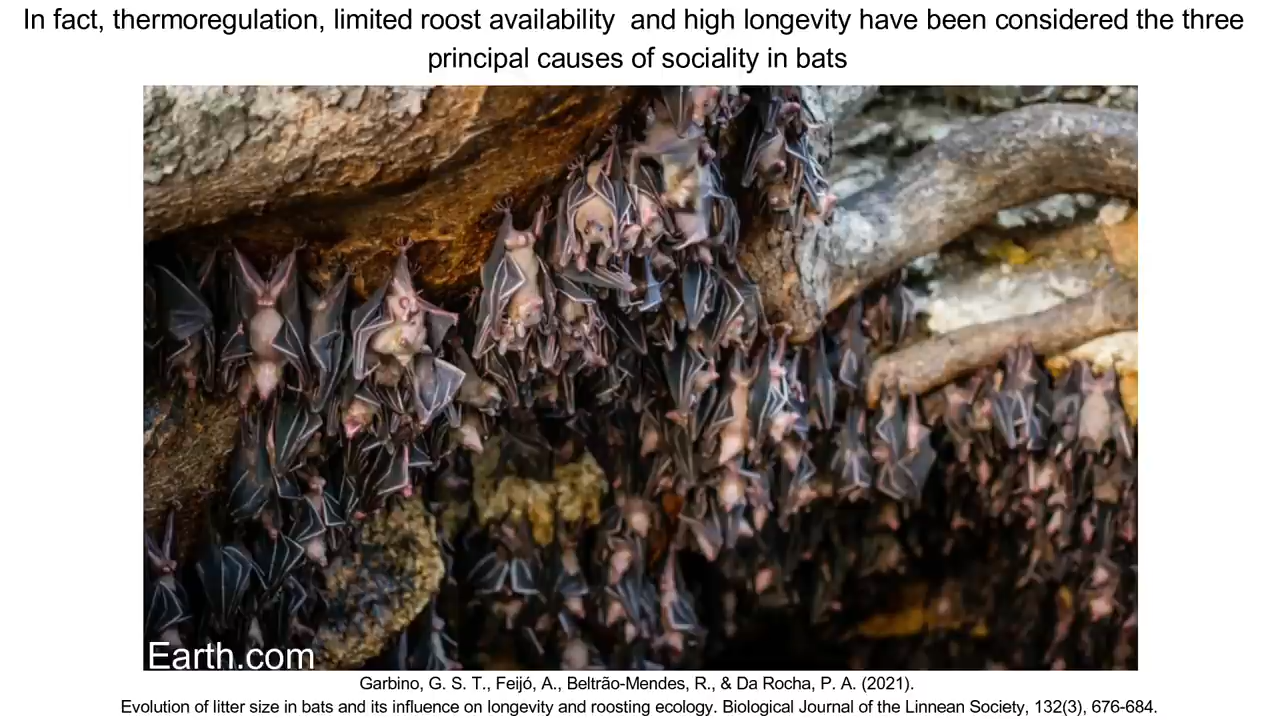 In fact, thermoregulation, limited roost availability  and high longevity have been considered the three
principal causes of sociality in bats
Earth.com
Garbino, G. S. T., Feijó, A., Beltrão-Mendes, R., & Da Rocha, P. A. (2021).
Evolution of litter size in bats and its influence on longevity and roosting ecology. Biological Journal of the Linnean Society, 132(3), 676-684.